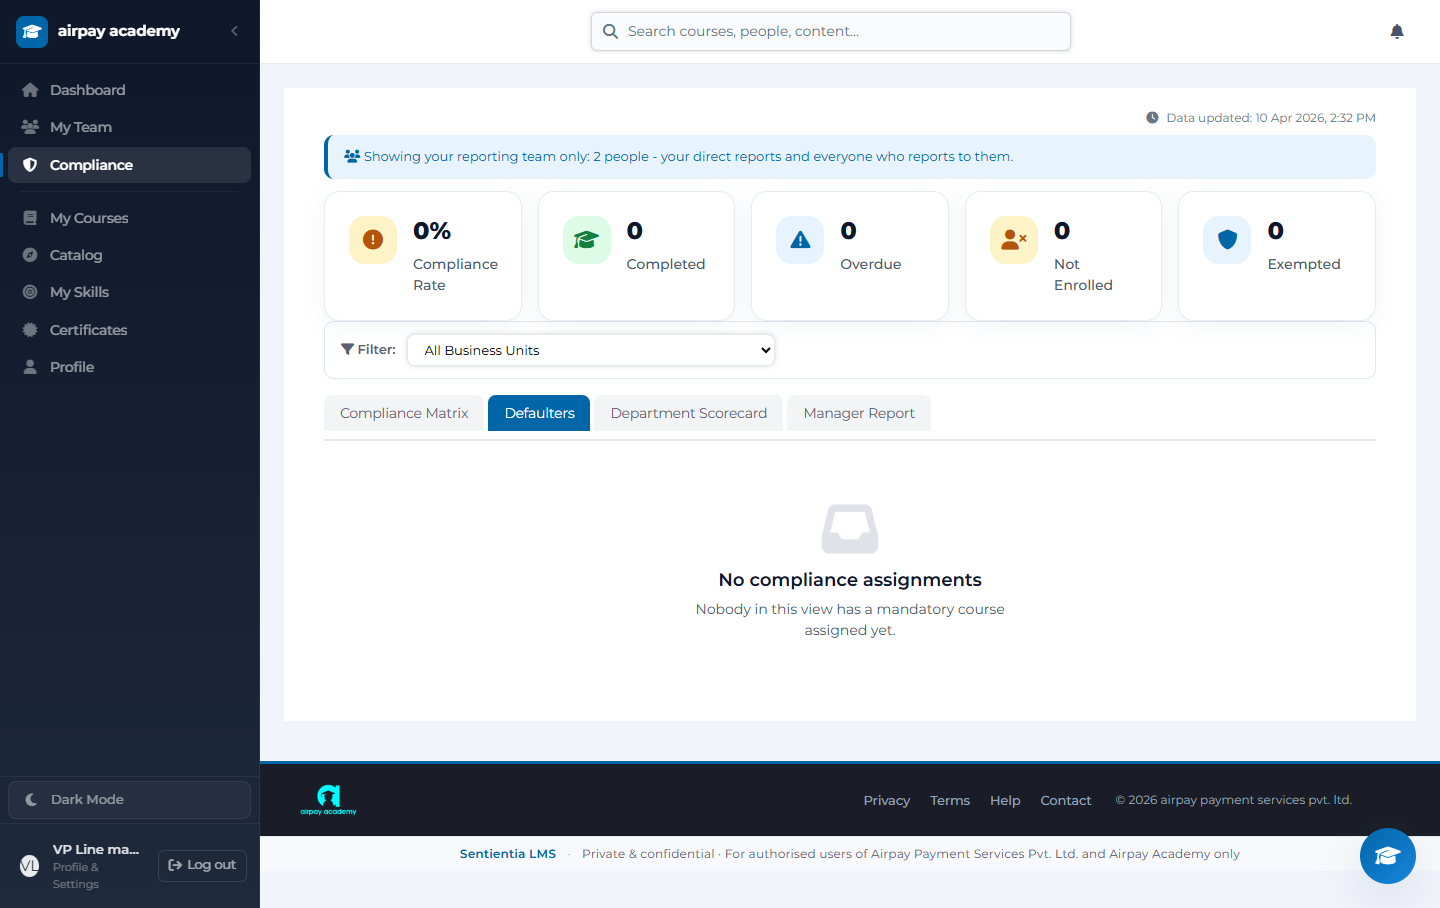 airpay academy
Search courses, people, content...
Dashboard
My Team
Compliance
My Courses
Catalog
My Skills
Certificates
Profile
Data updated: 10 Apr 2026, 2:32 PM
Showing your reporting team only: 2 people - your direct reports and everyone who reports to them.
0%
Compliance
Rate
0
Completed
0
Overdue
0
Not
Enrolled
0
Exempted
Filter:
All Business Units
Compliance Matrix
Defaulters
Department Scorecard
Manager Report
No compliance assignments
Nobody in this view has a mandatory course
assigned yet.
Dark Mode
VL
VP Line ma...
Profile &
Settings
Log out
airpay academy
Privacy
Terms
Help
Contact
© 2026 airpay payment services pvt. ltd.
Sentientia LMS · Private & confidential · For authorised users of Airpay Payment Services Pvt. Ltd. and Airpay Academy only